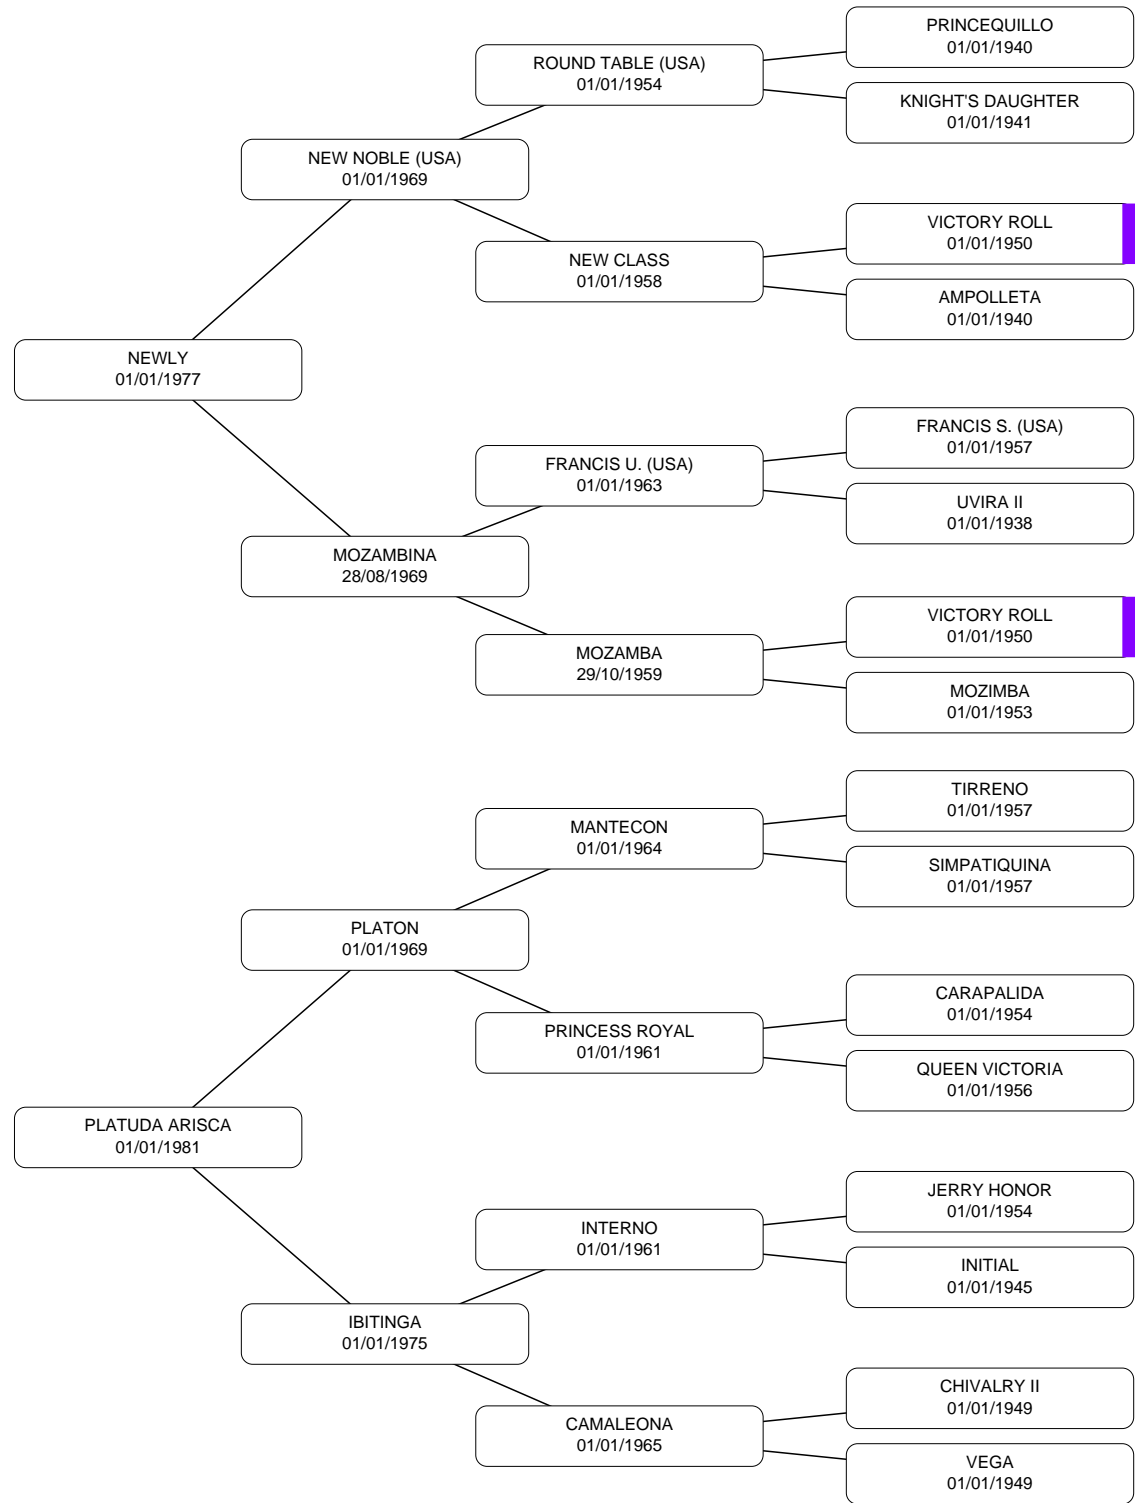 PRINCEQUILLO
01/01/1940
ROUND TABLE (USA)
01/01/1954
KNIGHT'S DAUGHTER
01/01/1941
NEW NOBLE (USA)
01/01/1969
VICTORY ROLL
01/01/1950
NEW CLASS
01/01/1958
AMPOLLETA
01/01/1940
NEWLY
01/01/1977
FRANCIS S. (USA)
01/01/1957
FRANCIS U. (USA)
01/01/1963
UVIRA II
01/01/1938
MOZAMBINA
28/08/1969
VICTORY ROLL
01/01/1950
MOZAMBA
29/10/1959
MOZIMBA
01/01/1953
TIRRENO
01/01/1957
MANTECON
01/01/1964
SIMPATIQUINA
01/01/1957
PLATON
01/01/1969
CARAPALIDA
01/01/1954
PRINCESS ROYAL
01/01/1961
QUEEN VICTORIA
01/01/1956
PLATUDA ARISCA
01/01/1981
JERRY HONOR
01/01/1954
INTERNO
01/01/1961
INITIAL
01/01/1945
IBITINGA
01/01/1975
CHIVALRY II
01/01/1949
CAMALEONA
01/01/1965
VEGA
01/01/1949